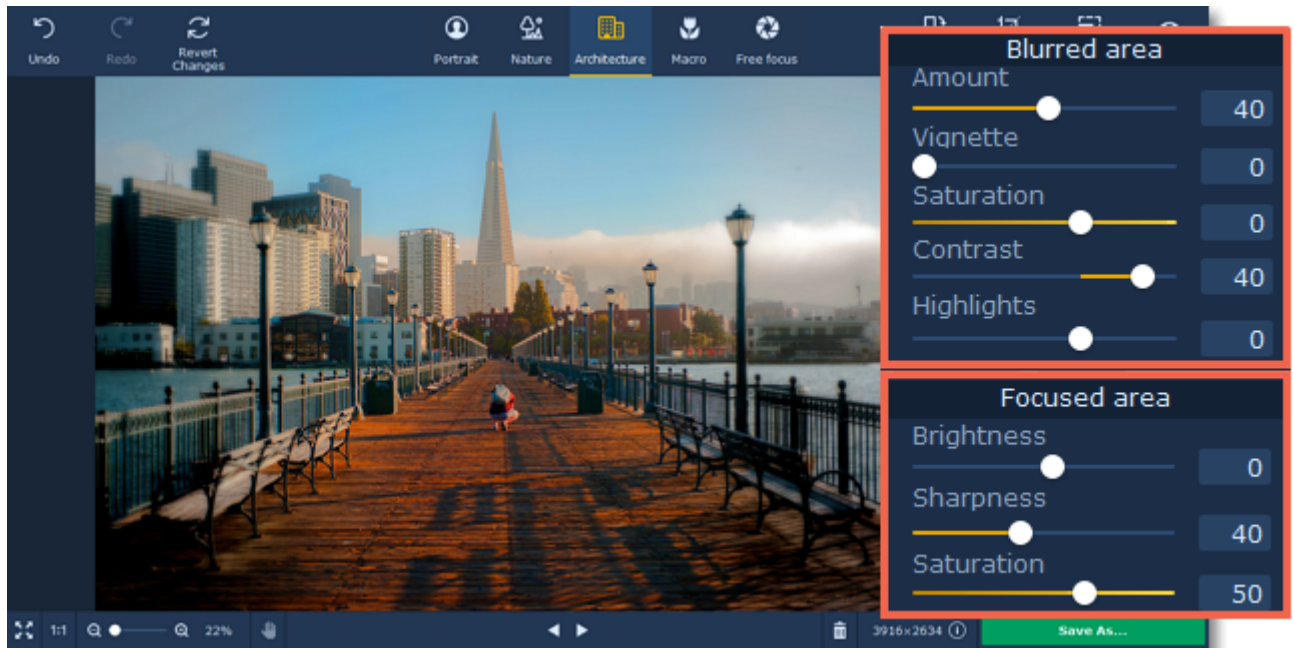 Undo
Redo
Revert
Changes
Portrait
Nature
Architecture
Macro
Free focus
Blurred area
Amount
40
Vignette
0
Saturation
0
Contrast
40
Highlights
0
Focused area
Brightness
0
Sharpness
40
Saturation
50
1:1
22%
3916×2634
Save As...